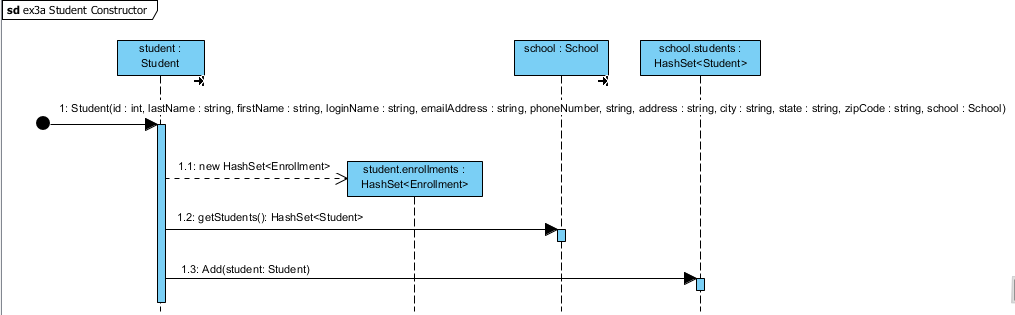 sd ex3a Student Constructor
student :
Student
school : School
school.students :
HashSet<Student>
1: Student(id : int, lastName : string, firstName : string, loginName : string, emailAddress : string, phoneNumber, string, address : string, city : string, state : string, zipCode : string, school : School)
1.1: new HashSet<Enrollment>
student.enrollments :
HashSet<Enrollment>
1.2: getStudents(): HashSet<Student>
1.3: Add(student: Student)